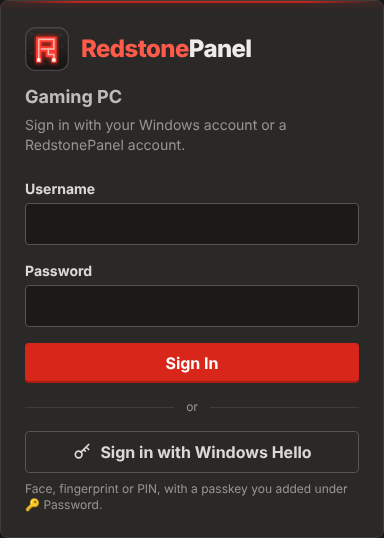 RedstonePanel
Gaming PC
Sign in with your Windows account or a
RedstonePanel account.
Username
Password
Sign In
or
Sign in with Windows Hello
Face, fingerprint or PIN, with a passkey you added under
🔑 Password.